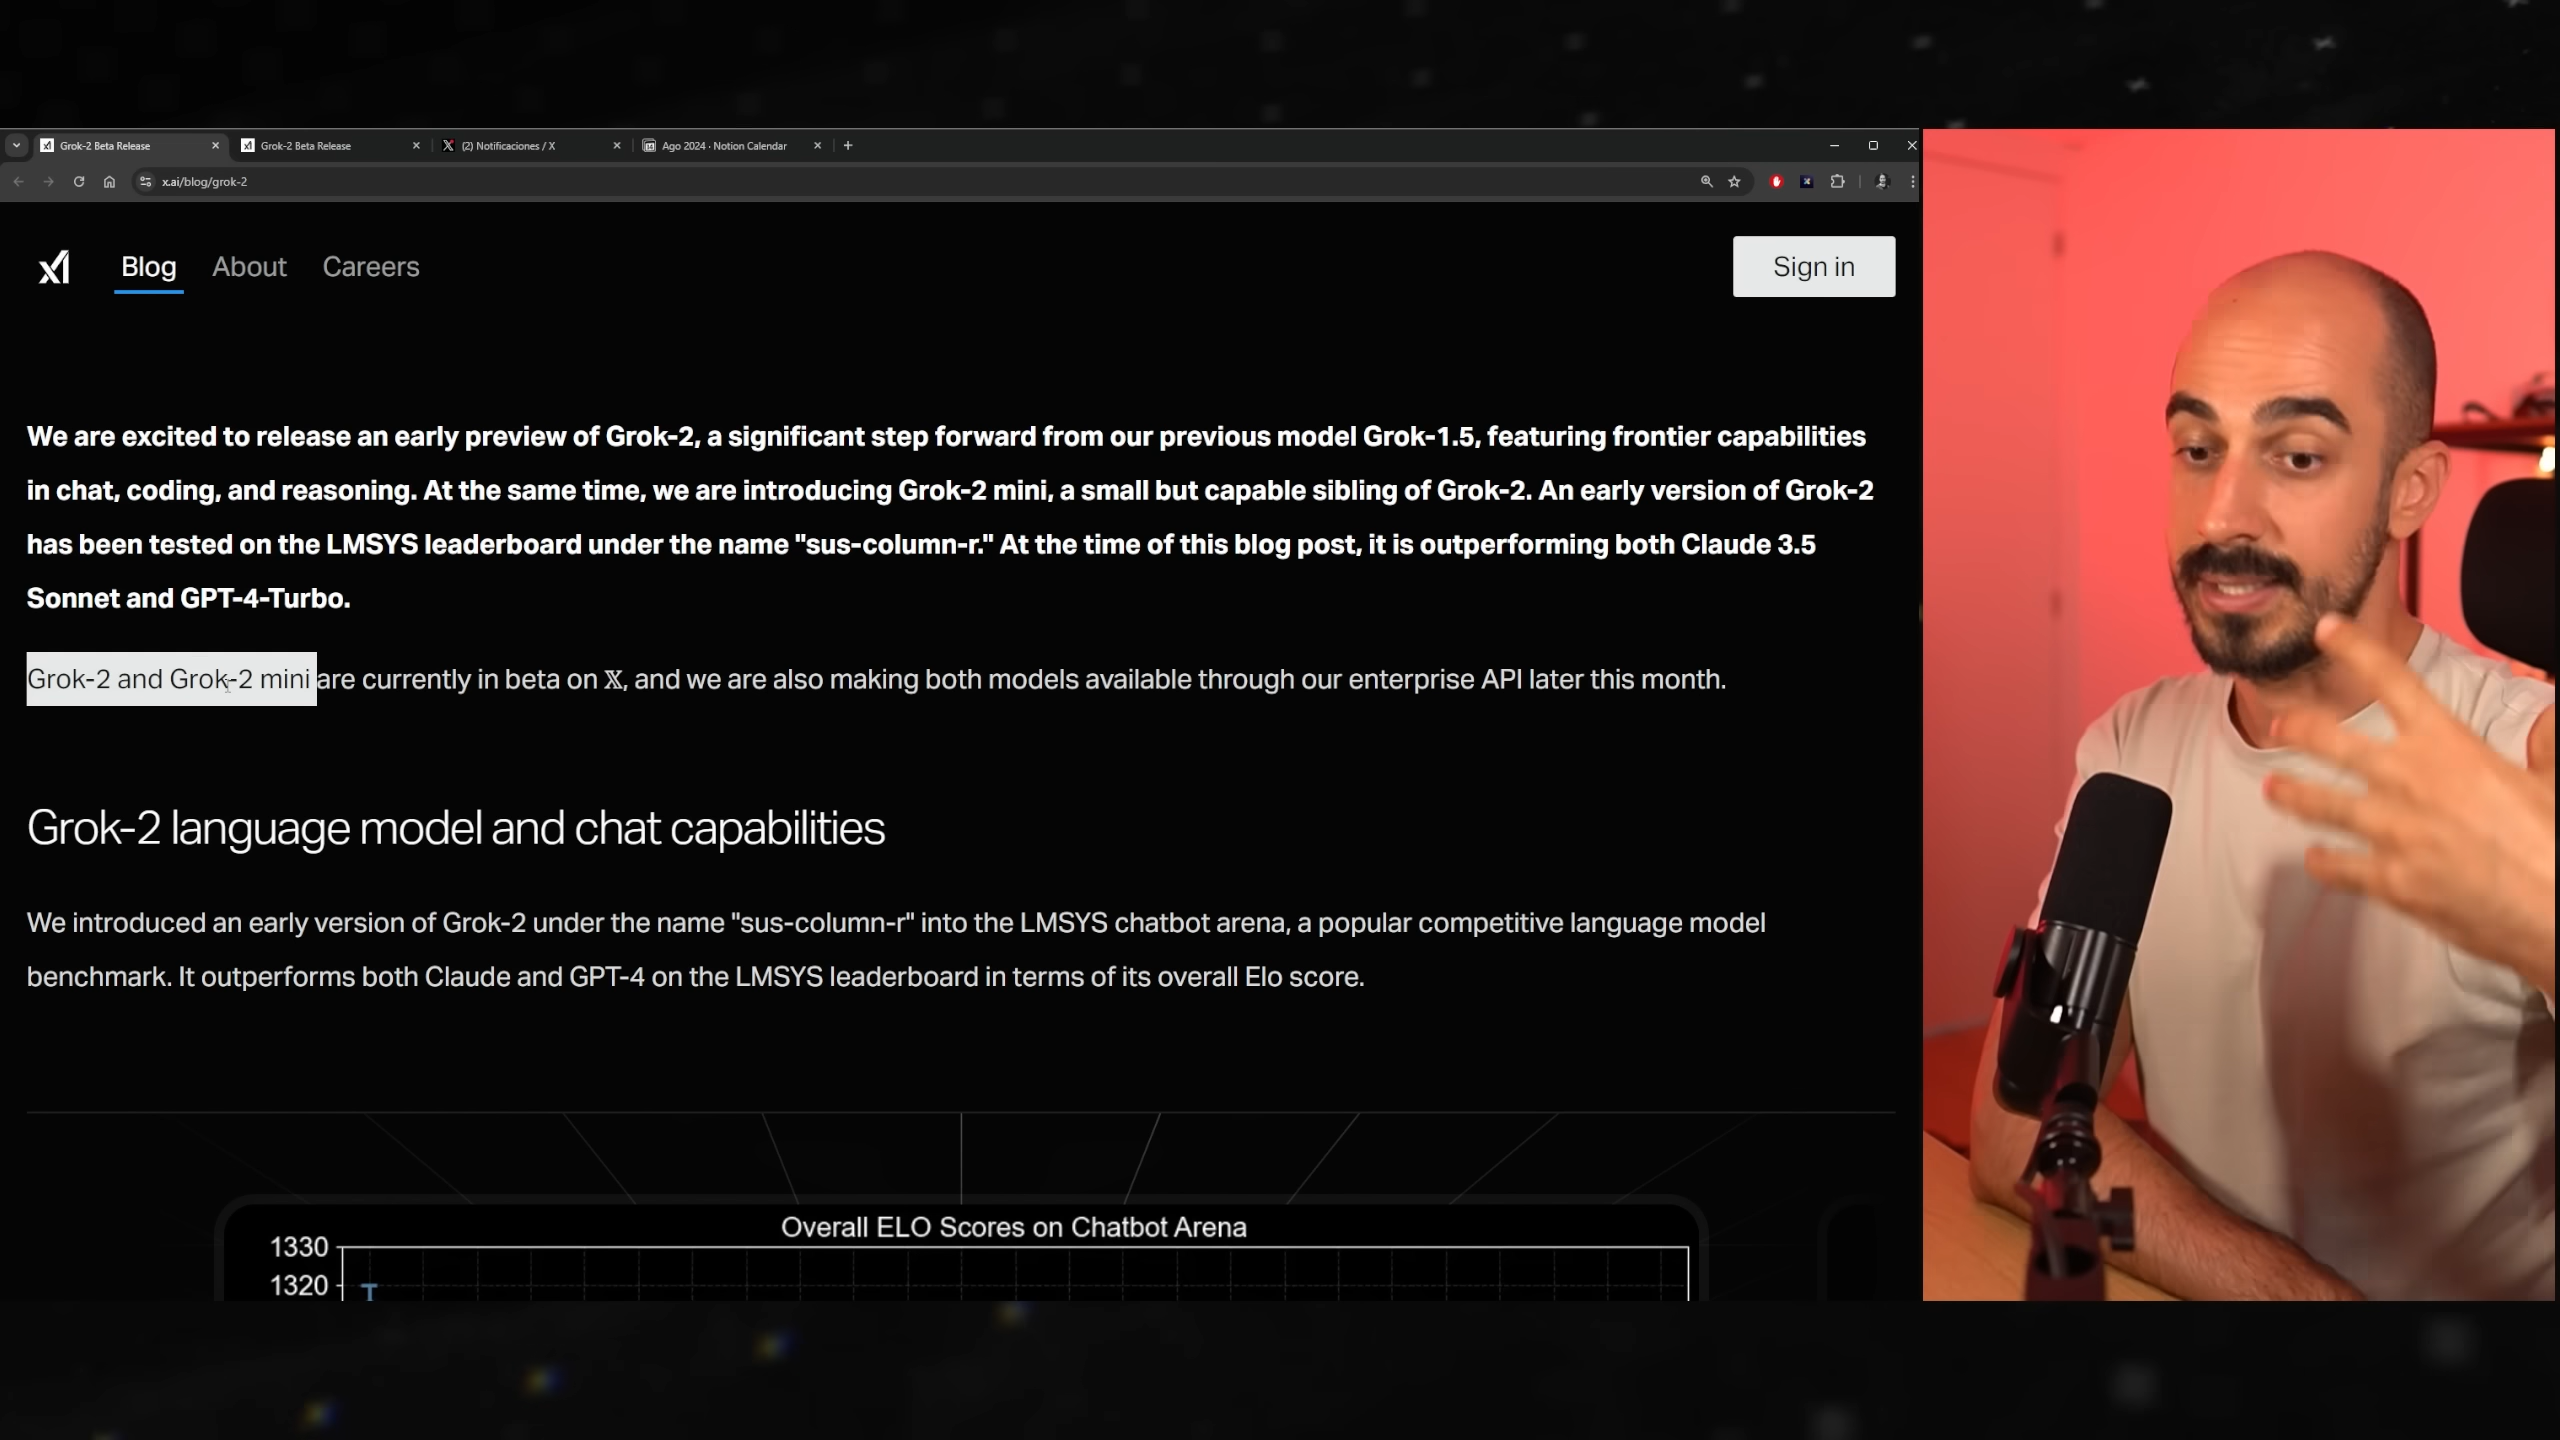 Grok-2 Beta Release
Grok-2 Beta Release
(2) Notificaciones / X
Ago 2024 · Notion Calendar
x.ai/blog/grok-2
Blog About Careers
Sign in
We are excited to release an early preview of Grok-2, a significant step forward from our previous model Grok-1.5, featuring frontier capabilities
in chat, coding, and reasoning. At the same time, we are introducing Grok-2 mini, a small but capable sibling of Grok-2. An early version of Grok-2
has been tested on the LMSYS leaderboard under the name "sus-column-r." At the time of this blog post, it is outperforming both Claude 3.5
Sonnet and GPT-4-Turbo.
Grok-2 and Grok-2 mini are currently in beta on 𝕏, and we are also making both models available through our enterprise API later this month.
Grok-2 language model and chat capabilities
We introduced an early version of Grok-2 under the name "sus-column-r" into the LMSYS chatbot arena, a popular competitive language model
benchmark. It outperforms both Claude and GPT-4 on the LMSYS leaderboard in terms of its overall Elo score.
Overall ELO Scores on Chatbot Arena
1330
1320